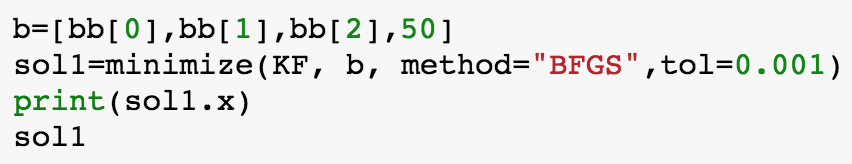 b=[bb[0],bb[1],bb[2],50]
sol1=minimize(KF, b, method="BFGS",tol=0.001)
print(sol1.x)
sol1